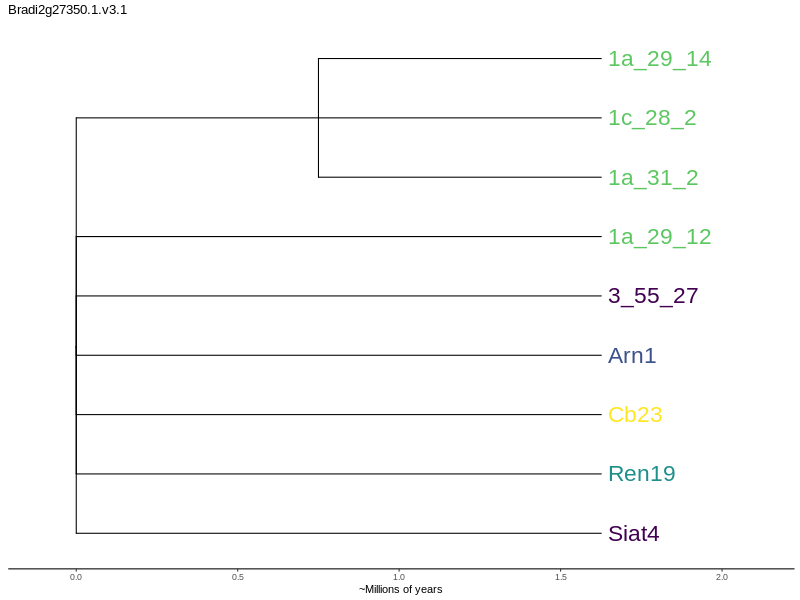 Bradi2g27350.1.v3.1
1a_29_14
1c_28_2
1a_31_2
1a_29_12
3_55_27
Arn1
Cb23
Ren19
Siat4
0.0 0.5 1.0 1.5 2.0
~Millions of years